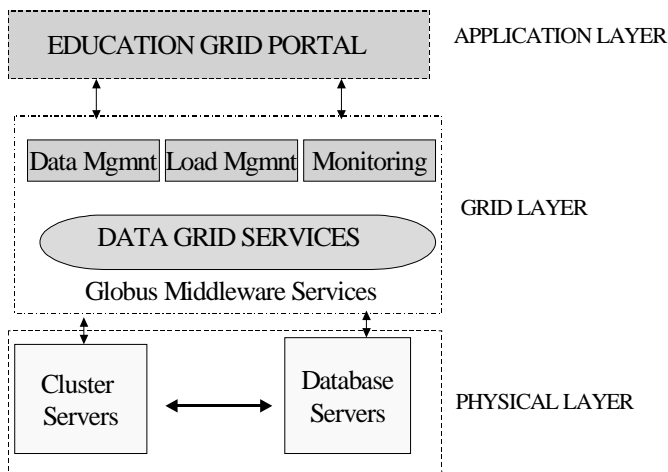 EDUCATION GRID PORTAL
APPLICATION LAYER
Data Mgmnt
Load Mgmnt
Monitoring
GRID LAYER
DATA GRID SERVICES
Globus Middleware Services
Cluster
Servers
Database
Servers
PHYSICAL LAYER